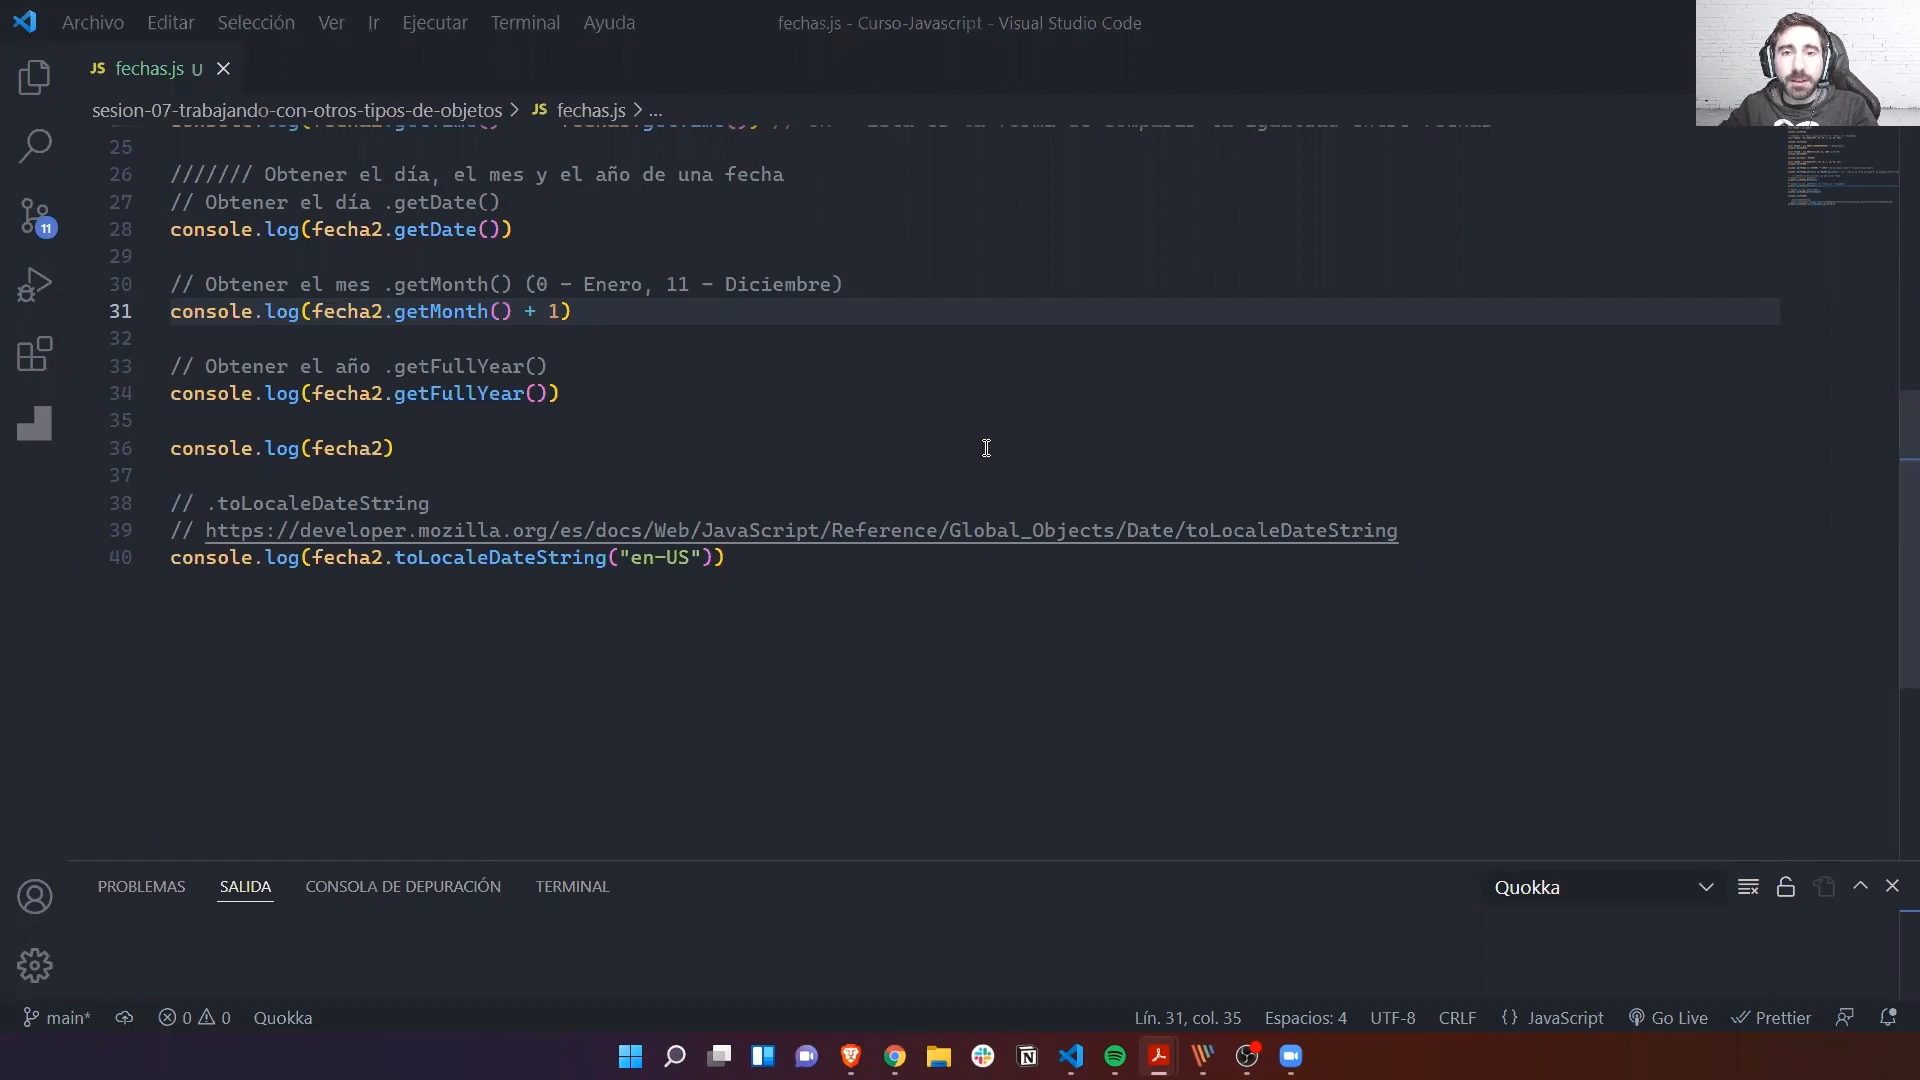 Archivo Editar Selección Ver Ir Ejecutar Terminal Ayuda
fechas.js - Curso-Javascript - Visual Studio Code
JS fechas.js U
sesion-07-trabajando-con-otros-tipos-de-objetos > JS fechas.js > ...
25
26 /////// Obtener el día, el mes y el año de una fecha
27 // Obtener el día .getDate()
28 console.log(fecha2.getDate())
29
30 // Obtener el mes .getMonth() (0 - Enero, 11 - Diciembre)
31 console.log(fecha2.getMonth() + 1)
32
33 // Obtener el año .getFullYear()
34 console.log(fecha2.getFullYear())
35
36 console.log(fecha2)
37
38 // .toLocaleDateString
39 // https://developer.mozilla.org/es/docs/Web/JavaScript/Reference/Global_Objects/Date/toLocaleDateString
40 console.log(fecha2.toLocaleDateString("en-US"))
11
PROBLEMAS SALIDA CONSOLA DE DEPURACIÓN TERMINAL
Quokka
main* 0 0 Quokka
Lín. 31, col. 35 Espacios: 4 UTF-8 CRLF {} JavaScript Go Live Prettier